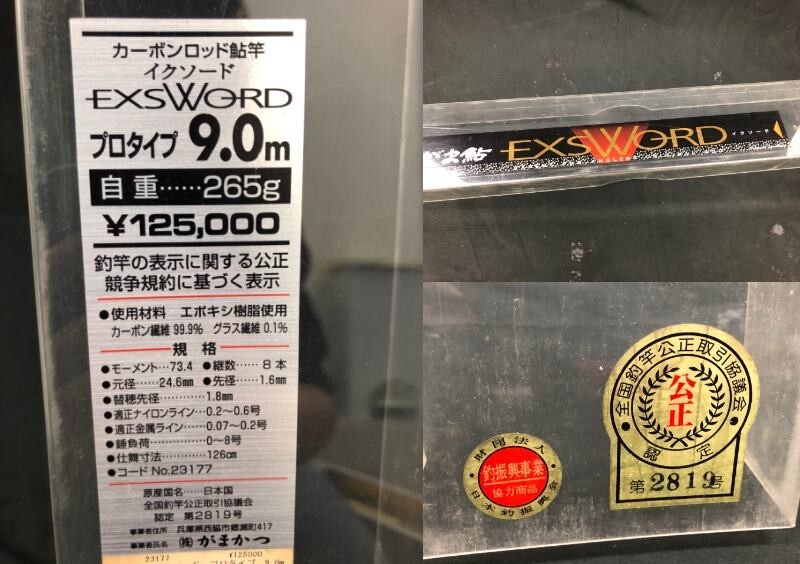 カーボンロッド鮎竿
イクソード
EXSWORD
プロタイプ 9.0m
自重……265g
¥125,000
釣竿の表示に関する公正
競争規約に基づく表示
●使用材料 エポキシ樹脂使用
カーボン繊維 99.9% グラス繊維 0.1%
規格
●モーメント…73.4 ●継数……8本
●元径……24.6mm ●先径……1.6mm
●替穂先径……………1.8mm
●適正ナイロンライン…0.2〜0.6号
●適正金属ライン……0.07〜0.2号
●錘負荷……………0〜8号
●仕舞寸法……………126cm
●コードNo.23177
原産国名……日本国
全国釣竿公正取引協議会
認定 第2819号
事業者住所 兵庫県西脇市郷瀬町417
事業者氏名 (株)がまかつ
23177 ¥125000
プロタイプ 9.0m
がま鮎 EXSWORD イクソード
財団法人
釣振興事業
協力商品
日本釣振興会
全国釣竿公正取引協議会
公正
認定
第2819号